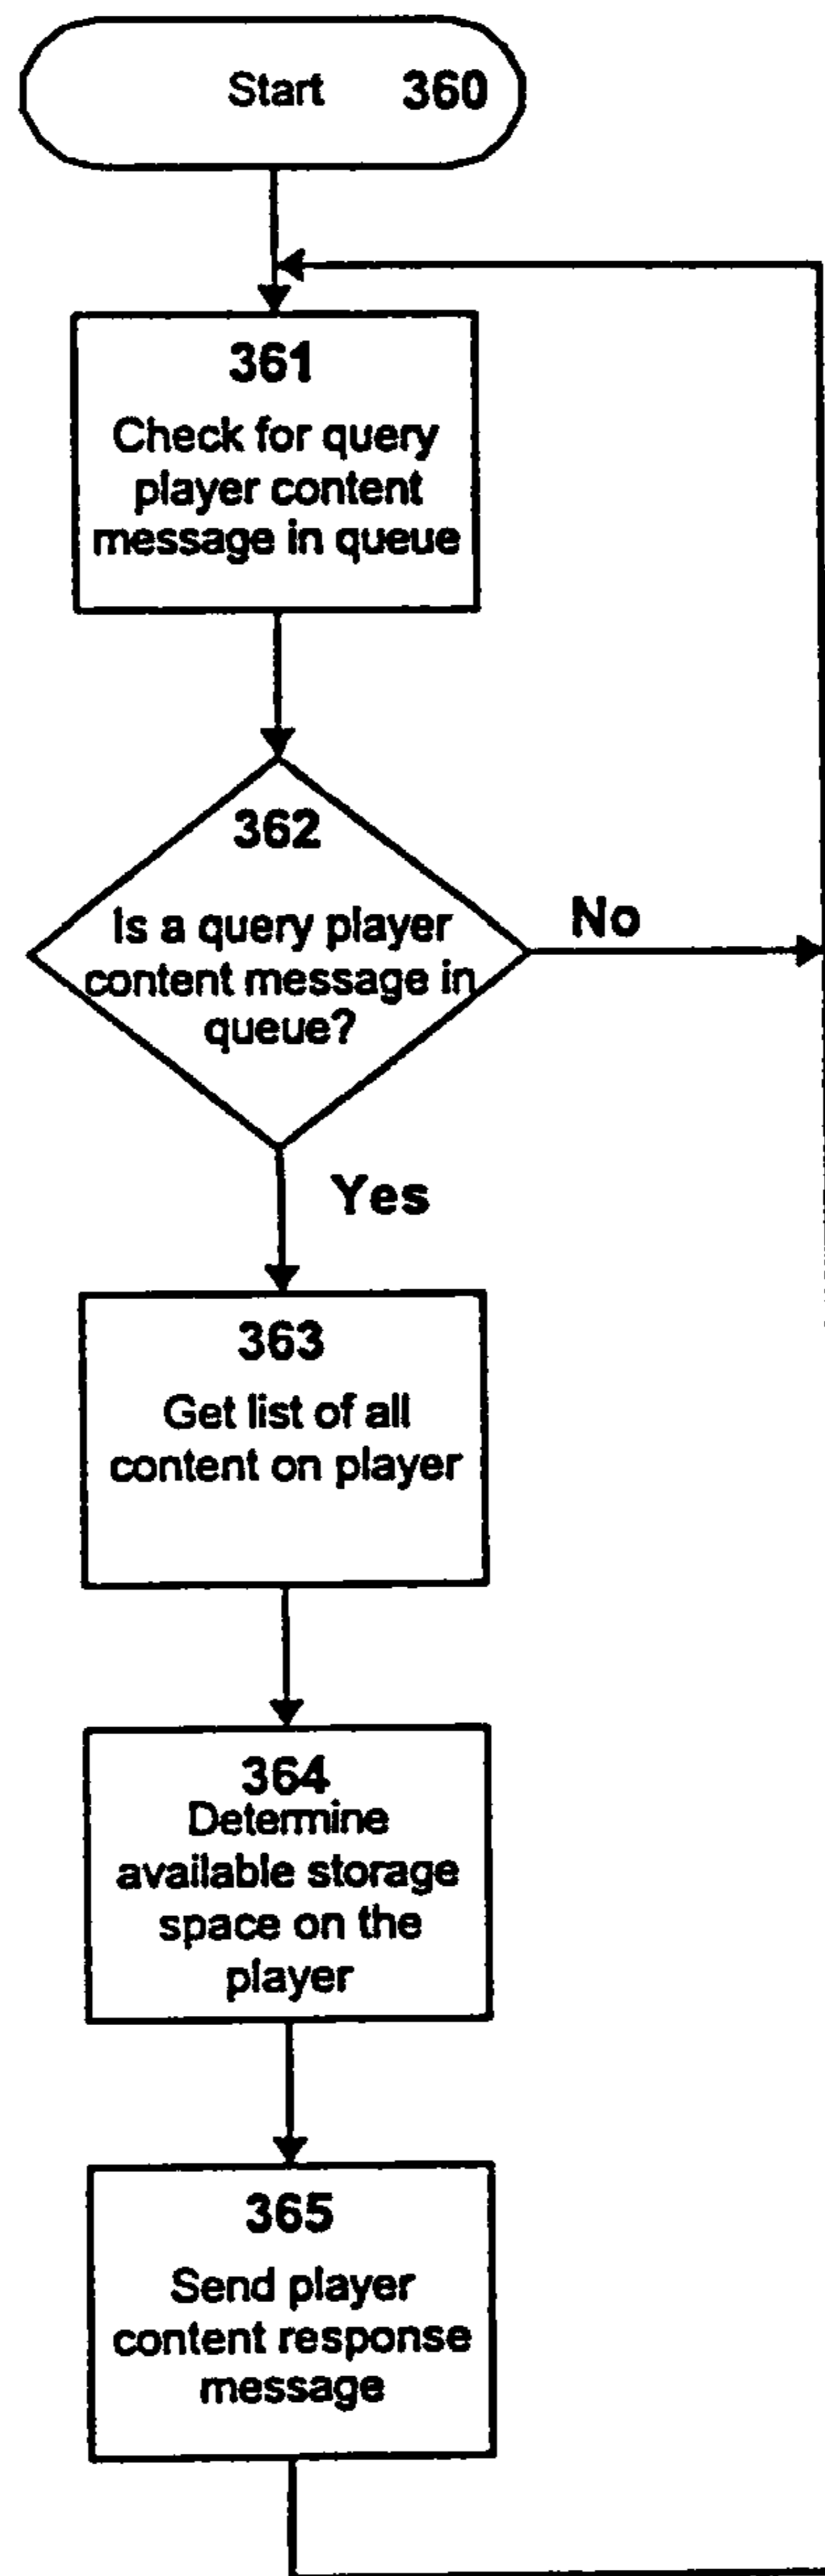 Start 360
361
Check for query
player content
message in queue
362
Is a query player
content message in
queue?
No
Yes
363
Get list of all
content on player
364
Determine
available storage
space on the
player
365
Send player
content response
message